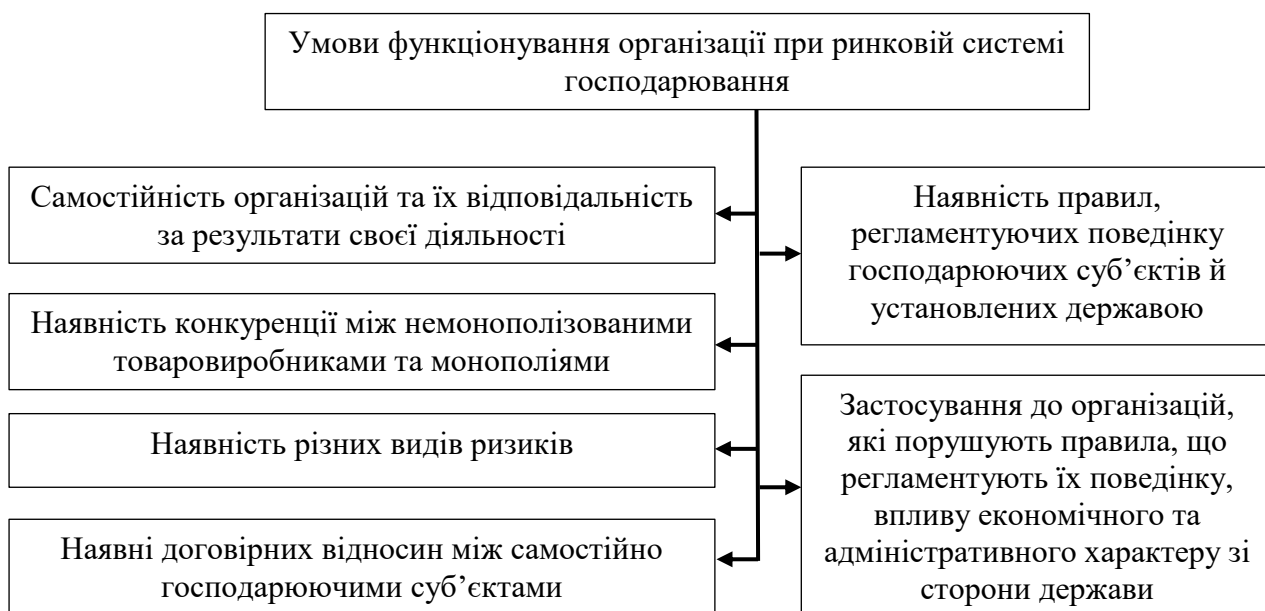 Умови функціонування організації при ринковій системі
господарювання
Самостійність організацій та їх відповідальність
за результати своєї діяльності
Наявність конкуренції між немонополізованими
товаровиробниками та монополіями
Наявність різних видів ризиків
Наявні договірних відносин між самостійно
господарюючими суб’єктами
Наявність правил,
регламентуючих поведінку
господарюючих суб’єктів й
установлених державою
Застосування до організацій,
які порушують правила, що
регламентують їх поведінку,
впливу економічного та
адміністративного характеру зі
сторони держави